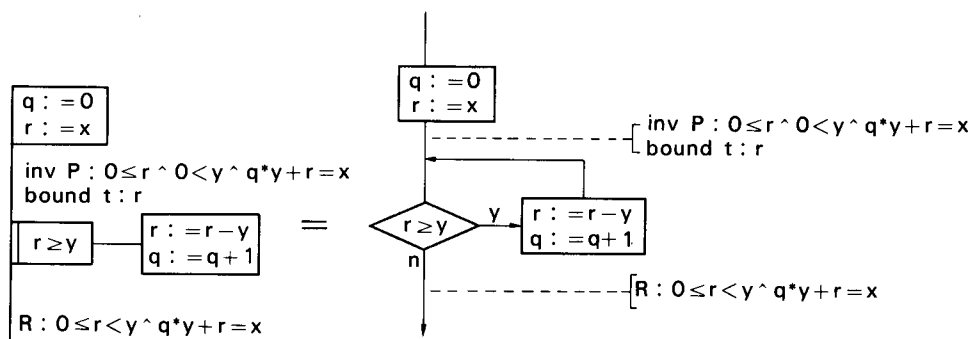 q : =0
r : =x
inv P : 0≤r ^ 0<y ^ q*y+r=x
bound t : r
r≥y
r : =r−y
q : =q+1
R : 0≤r<y ^ q*y+r=x
=
q : =0
r : =x
inv P : 0≤r ^ 0<y ^ q*y+r=x
bound t : r
r≥y
y
r : =r−y
q : =q+1
n
R : 0≤r<y ^ q*y+r=x